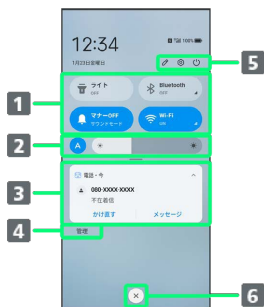 12:34
100%
1月23日金曜日
5
1
ライト
OFF
Bluetooth
OFF
マナーOFF
サウンドモード
Wi-Fi
ON
2
A
3
電話・今
080-XXXX-XXXX
不在着信
かけ直す メッセージ
4
管理
6